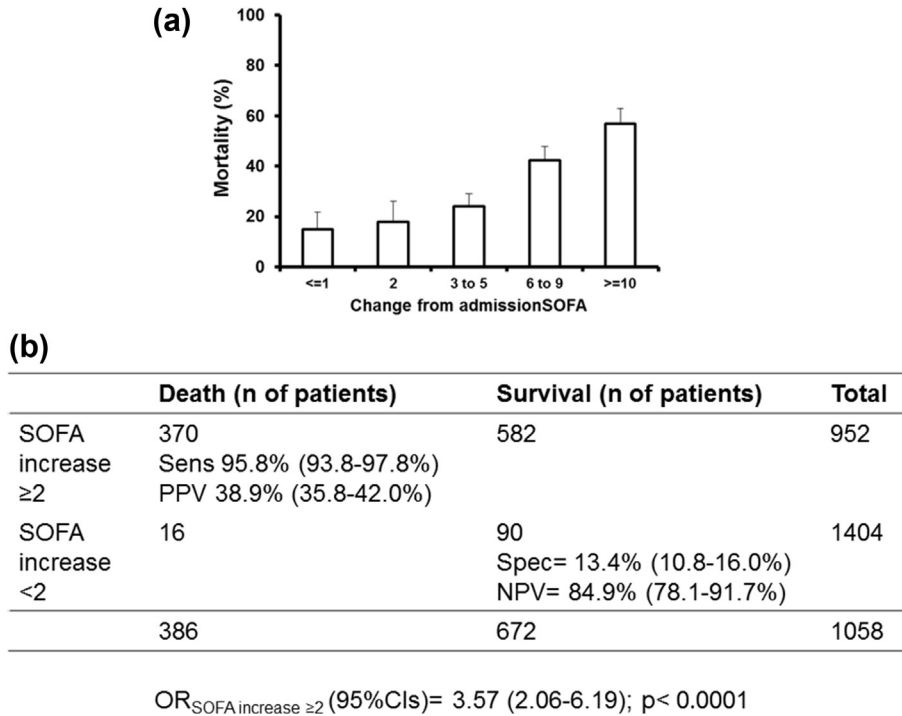 (a)
100
80
60
40
20
0
Mortality (%)
<=1 2 3 to 5 6 to 9 >=10
Change from admissionSOFA
(b)
Death (n of patients) Survival (n of patients) Total
SOFA increase ≥2 370 582 952
Sens 95.8% (93.8-97.8%)
PPV 38.9% (35.8-42.0%)
SOFA increase <2 16 90 1404
Spec= 13.4% (10.8-16.0%)
NPV= 84.9% (78.1-91.7%)
386 672 1058
OR SOFA increase ≥2 (95%CIs)= 3.57 (2.06-6.19); p< 0.0001